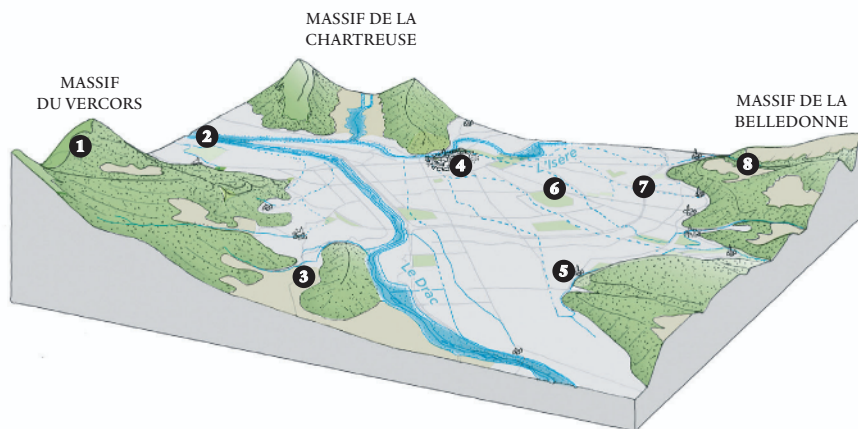 MASSIF DE LA
CHARTREUSE
MASSIF
DU VERCORS
MASSIF DE LA
BELLEDONNE
1
2
L'Isère
8
4
6
7
5
3
Le Drac